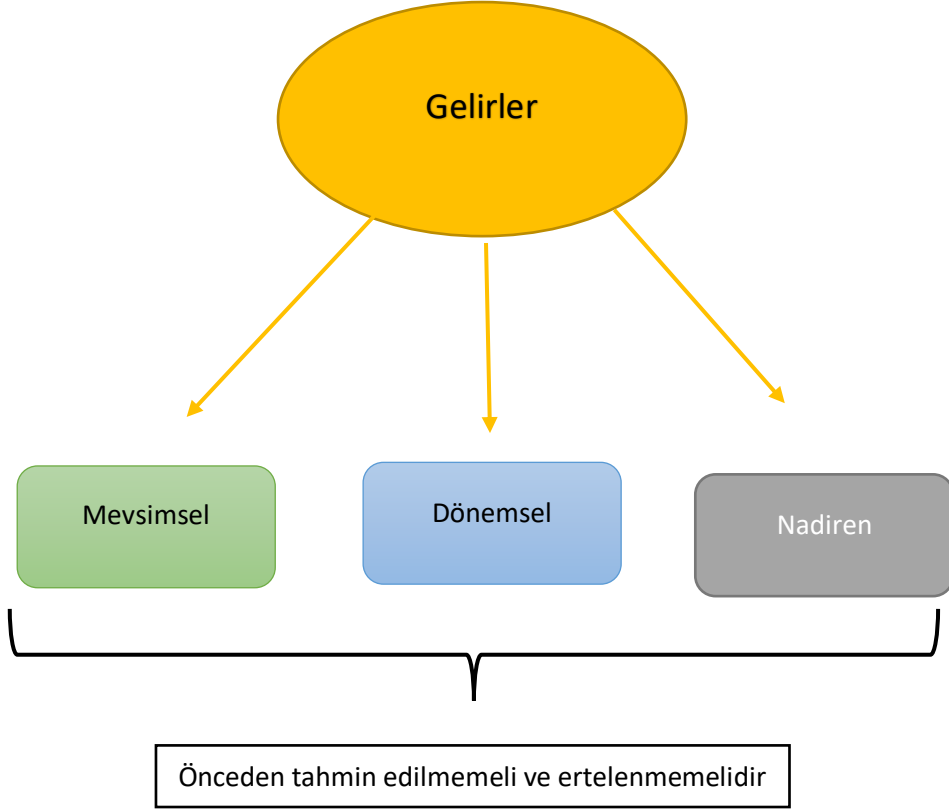 Gelirler
Mevsimsel
Dönemsel
Nadiren
Önceden tahmin edilmemeli ve ertelenmemelidir